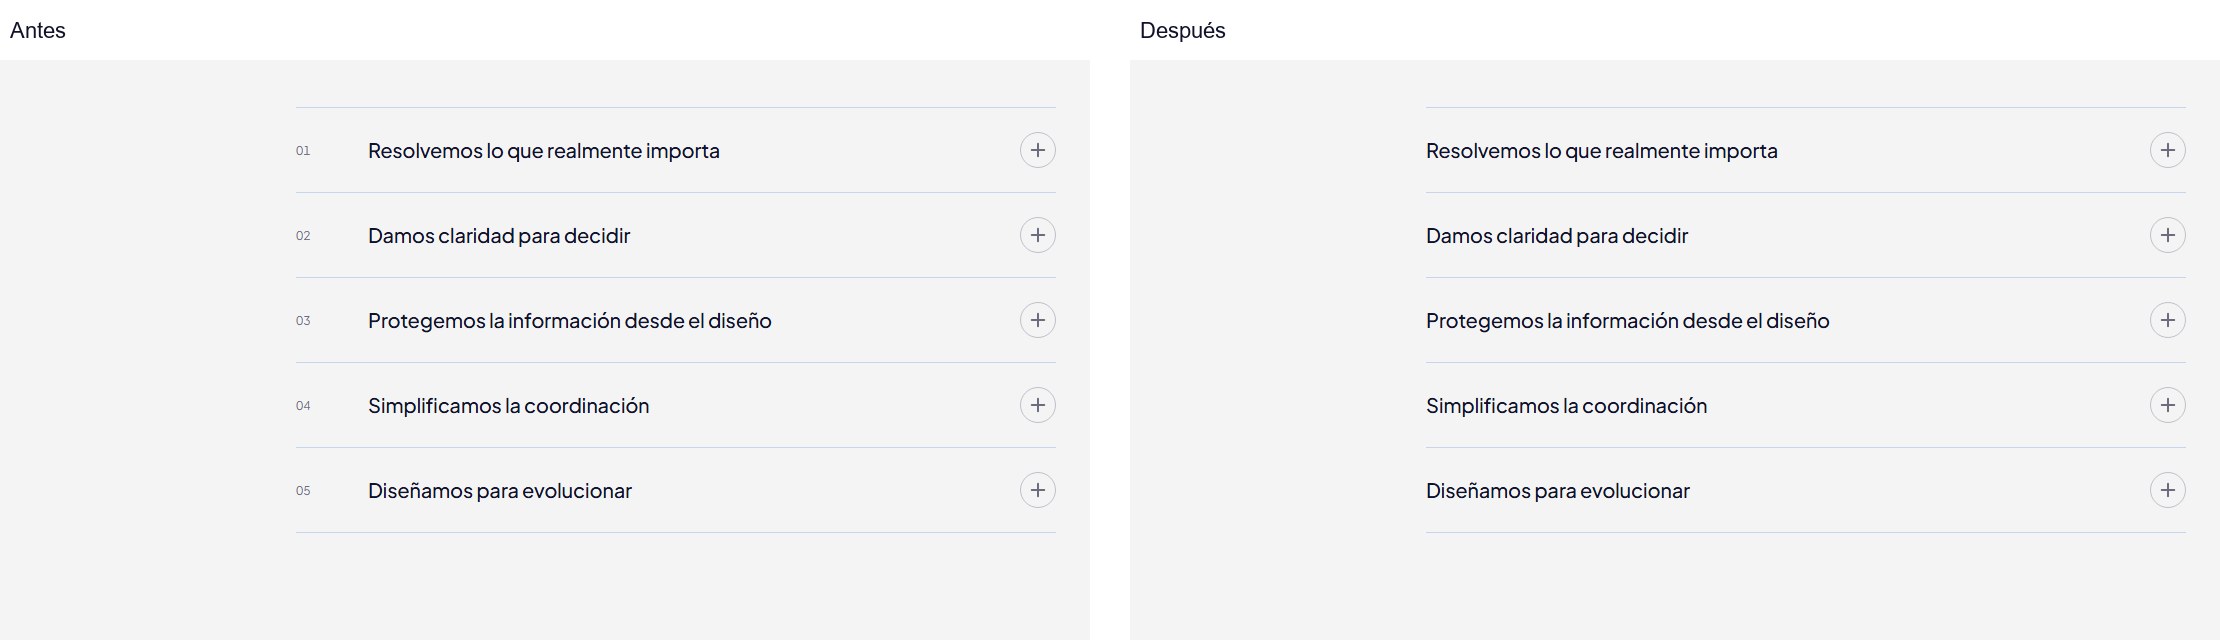 Antes
01 Resolvemos lo que realmente importa
02 Damos claridad para decidir
03 Protegemos la información desde el diseño
04 Simplificamos la coordinación
05 Diseñamos para evolucionar
Después
Resolvemos lo que realmente importa
Damos claridad para decidir
Protegemos la información desde el diseño
Simplificamos la coordinación
Diseñamos para evolucionar